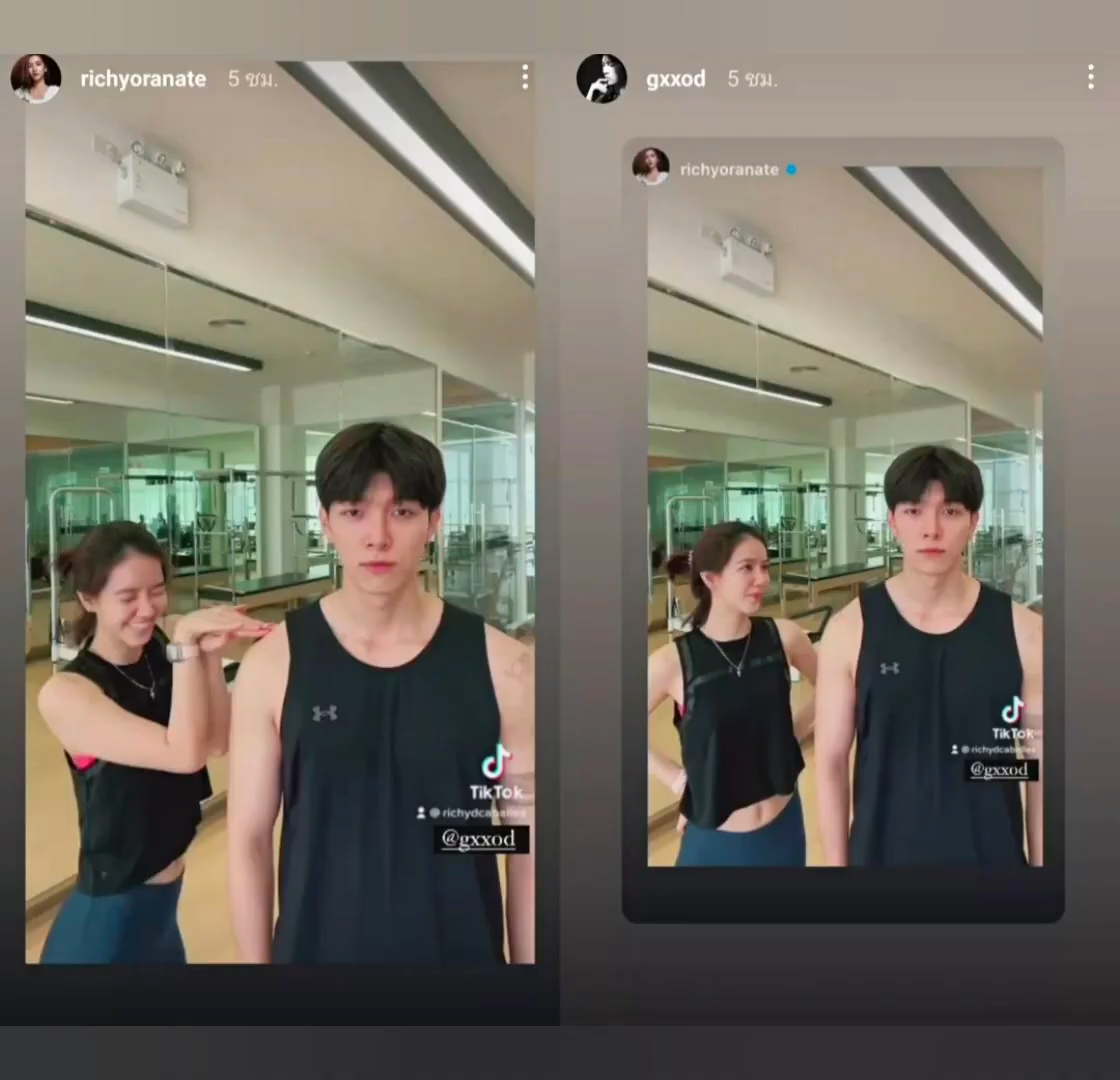 richyoranate 5 ชม.
TikTok
@richydcaballes
@gxxod
gxxod 5 ชม.
richyoranate
TikTok
@richydcaballes
@gxxod